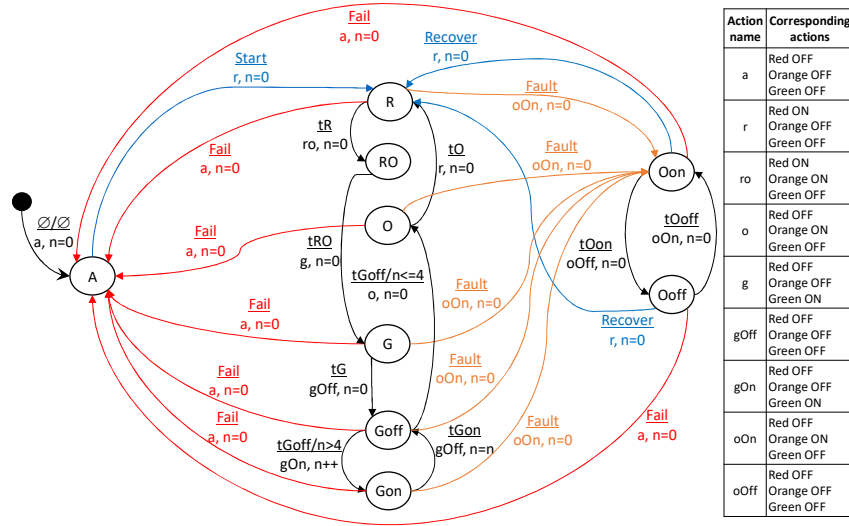 Fail
a, n=0
Start
r, n=0
Recover
r, n=0
Fault
oOn, n=0
R
tR
ro, n=0
tO
r, n=0
Fail
a, n=0
RO
Fault
oOn, n=0
Oon
∅/∅
a, n=0
Fail
a, n=0
O
tRO
g, n=0
tGoff/n<=4
o, n=0
tOon
oOff, n=0
tOoff
oOn, n=0
A
Ooff
Fail
a, n=0
G
Fault
oOn, n=0
Recover
r, n=0
tG
gOff, n=0
Fail
a, n=0
Fault
oOn, n=0
Fail
a, n=0
Goff
tGoff/n>4
gOn, n++
tGon
gOff, n=n
Fault
oOn, n=0
Fail
a, n=0
Gon
Action name
Corresponding actions
a
Red OFF
Orange OFF
Green OFF
r
Red ON
Orange OFF
Green OFF
ro
Red ON
Orange ON
Green OFF
o
Red OFF
Orange ON
Green OFF
g
Red OFF
Orange OFF
Green ON
gOff
Red OFF
Orange OFF
Green OFF
gOn
Red OFF
Orange OFF
Green ON
oOn
Red OFF
Orange ON
Green OFF
oOff
Red OFF
Orange OFF
Green OFF